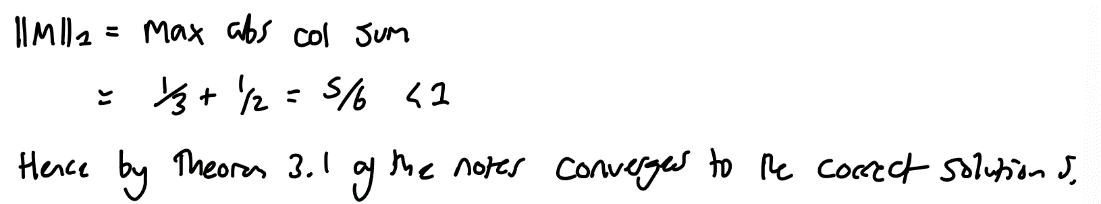 ||M||₁ = Max abs col sum
= 1/3 + 1/2 = 5/6 < 1
Hence by Theorem 3.1 of the notes converges to the correct solution s.